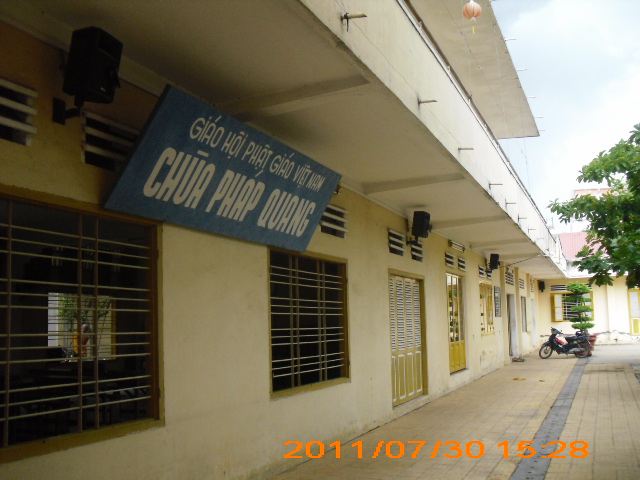 GIÁO HỘI PHẬT GIÁO VIỆT NAM
CHÙA PHÁP QUANG
2011/07/30 15:28